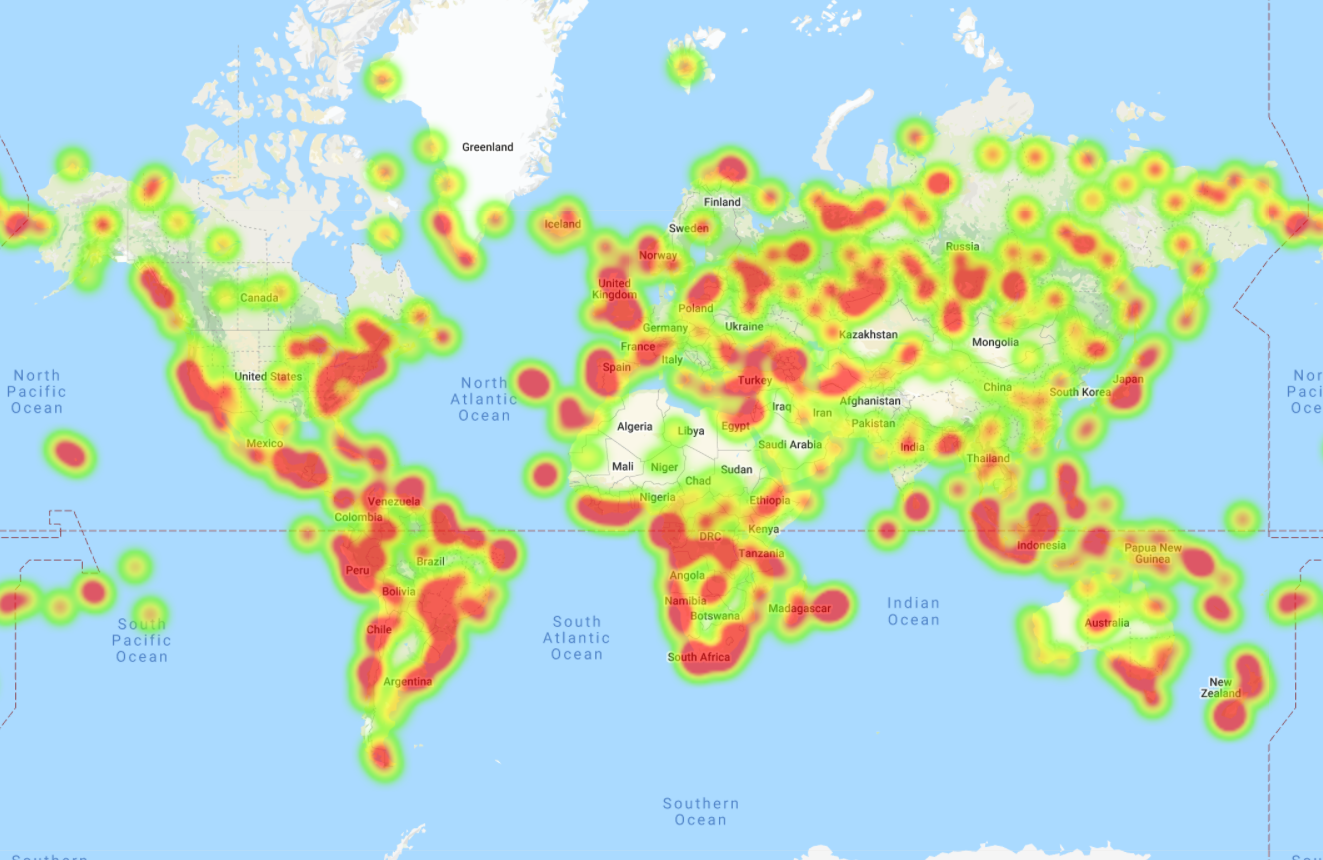 Greenland
Finland
Iceland
Sweden
Norway
Russia
United
Kingdom
Canada
Poland
Germany
Ukraine
Kazakhstan
Mongolia
France
Italy
Spain
United States
Turkey
North
Pacific
Ocean
North
Atlantic
Ocean
China
South Korea
Japan
Nor
Paci
Oce
Afghanistan
Iraq
Iran
Algeria
Libya
Egypt
Pakistan
Mexico
Saudi Arabia
India
Thailand
Mali
Niger
Sudan
Chad
Nigeria
Ethiopia
Venezuela
Colombia
DRC
Kenya
Indonesia
Papua New
Guinea
Brazil
Tanzania
Peru
Angola
Bolivia
Namibia
Botswana
Madagascar
Indian
Ocean
Chile
South
Pacific
Ocean
South
Atlantic
Ocean
Australia
South Africa
Argentina
New
Zealand
Southern
Ocean
Southern
Sou